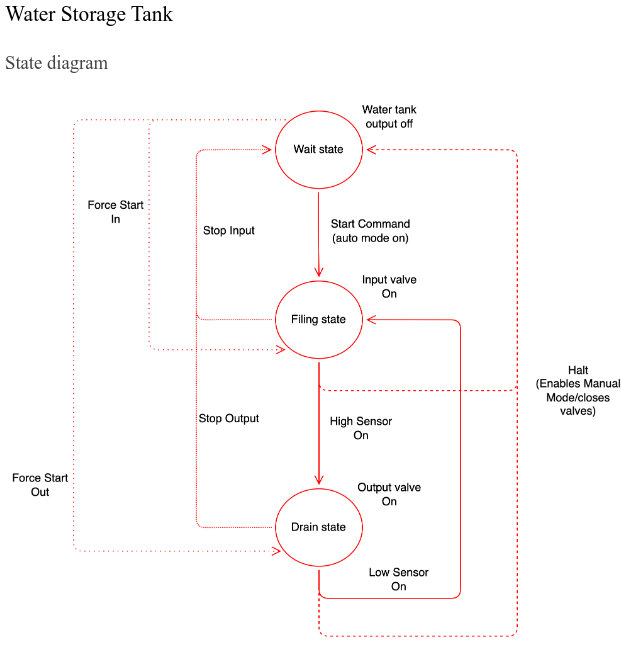 Water Storage Tank
State diagram
Water tank
output off
Wait state
Force Start
In
Stop Input
Start Command
(auto mode on)
Input valve
On
Filing state
Halt
(Enables Manual
Mode/closes
valves)
Stop Output
High Sensor
On
Force Start
Out
Output valve
On
Drain state
Low Sensor
On